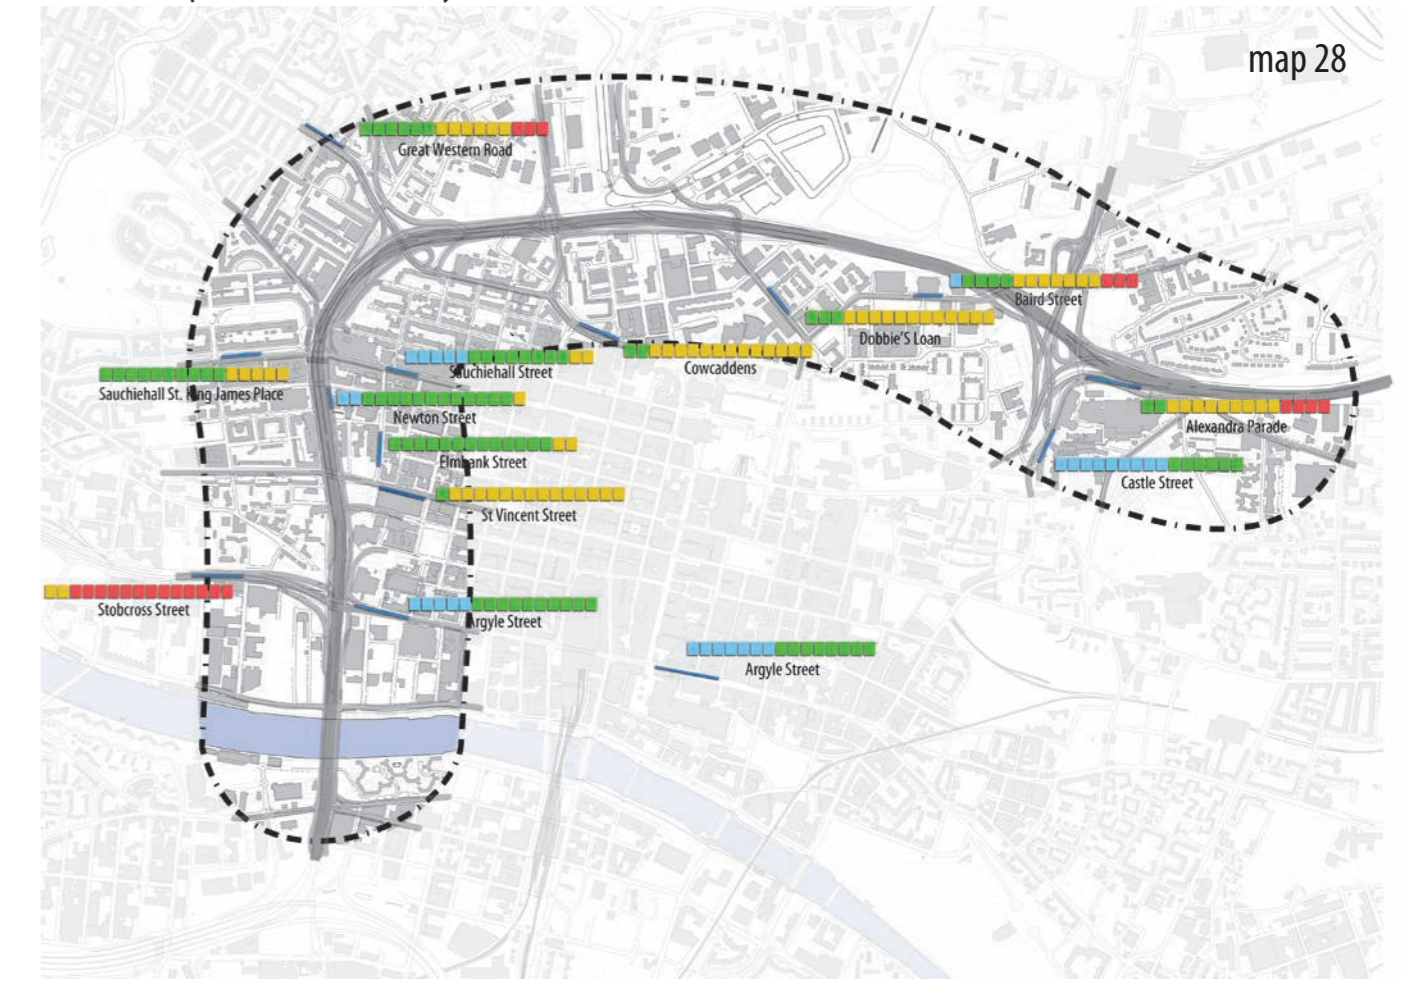 map 28
Great Western Road
Baird Street
Dobbie'S Loan
Cowcaddens
Sauchiehall Street
Sauchiehall St. King James Place
Newton Street
Alexandra Parade
Elmbank Street
Castle Street
St Vincent Street
Stobcross Street
Argyle Street
Argyle Street